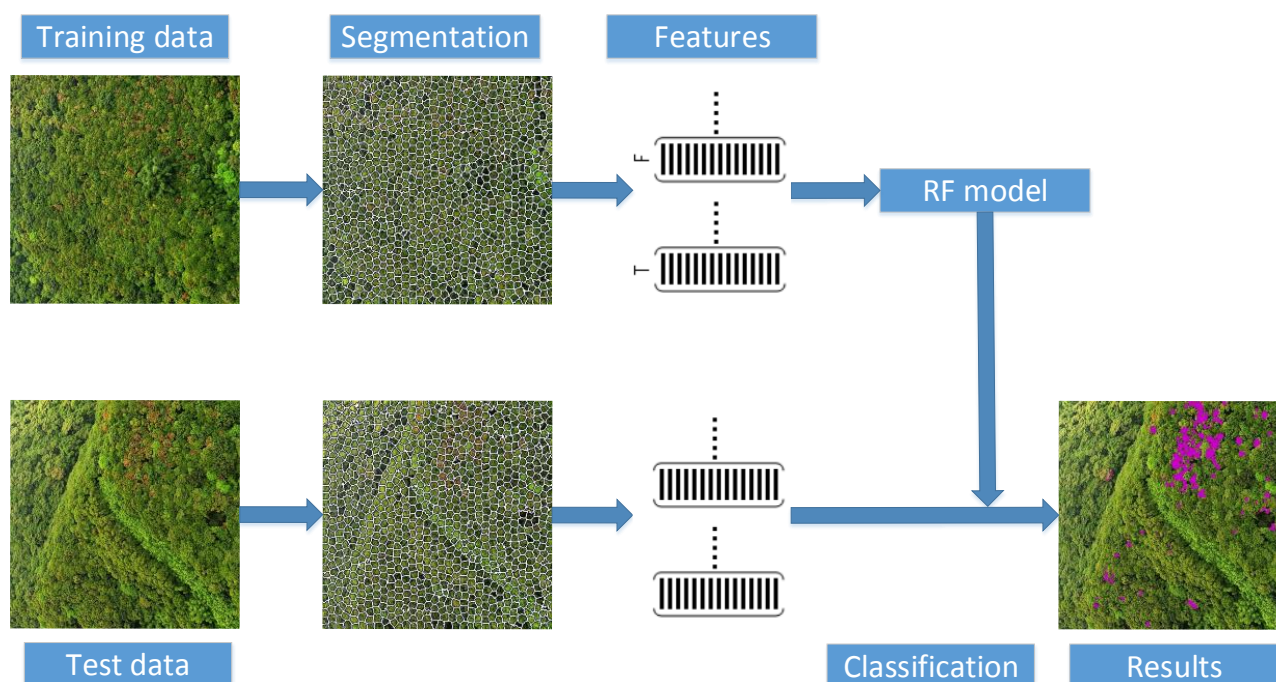 Training data
Segmentation
Features
F
T
RF model
Test data
Classification
Results